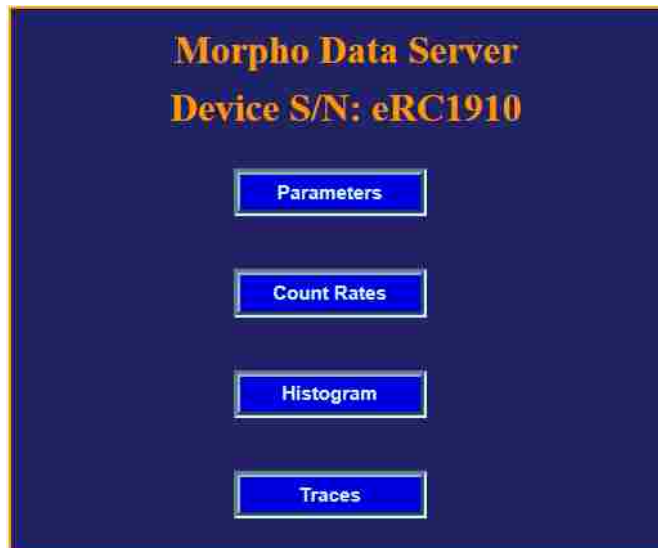 Morpho Data Server
Device S/N: eRC1910
Parameters
Count Rates
Histogram
Traces